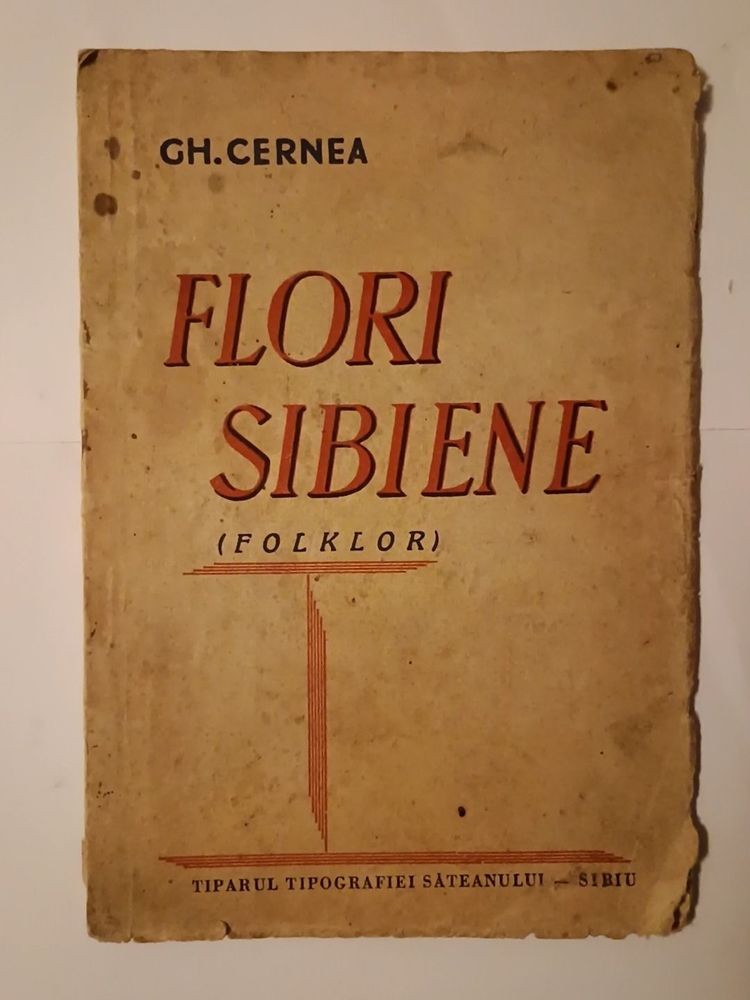 GH. CERNEA
FLORI
SIBIENE
(FOLKLOR)
TIPARUL TIPOGRAFIEI SĂTEANULUI — SIBIU